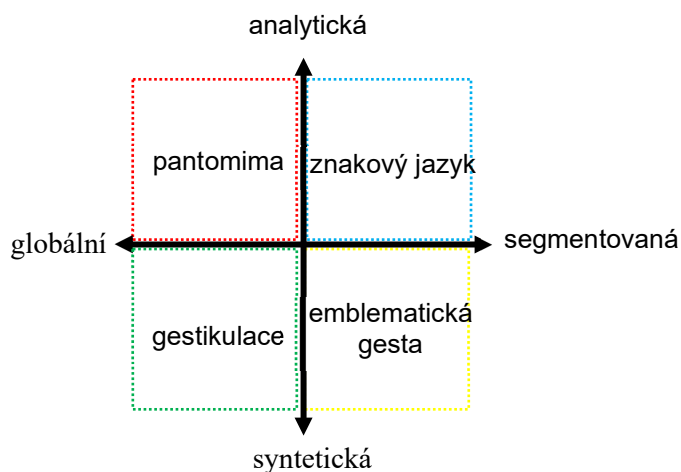 analytická
pantomima
znakový jazyk
globální
segmentovaná
gestikulace
emblematická
gesta
syntetická